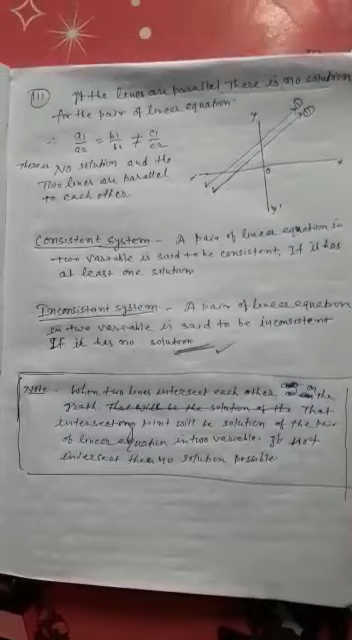 (III) If the lines are parallel There is no solution
for the pair of linear equation.
∴ a1/a2 = b1/b2 ≠ c1/c2
There is No solution and the
Two lines are parallel
to each other.
y
x' o x
y'
Consistent system - A pair of linear equation in
two variable is said to be consistent, If it has
at least one solution
Inconsistant system - A pair of linear equation
in two variable is said to be inconsistent
If it has no solution
Note - When two lines intersect each other on the
graph. That will be the solution of the That
intersecting point will be solution of the pair
of linear equation in two variable. If not
intersect then no solution possible.